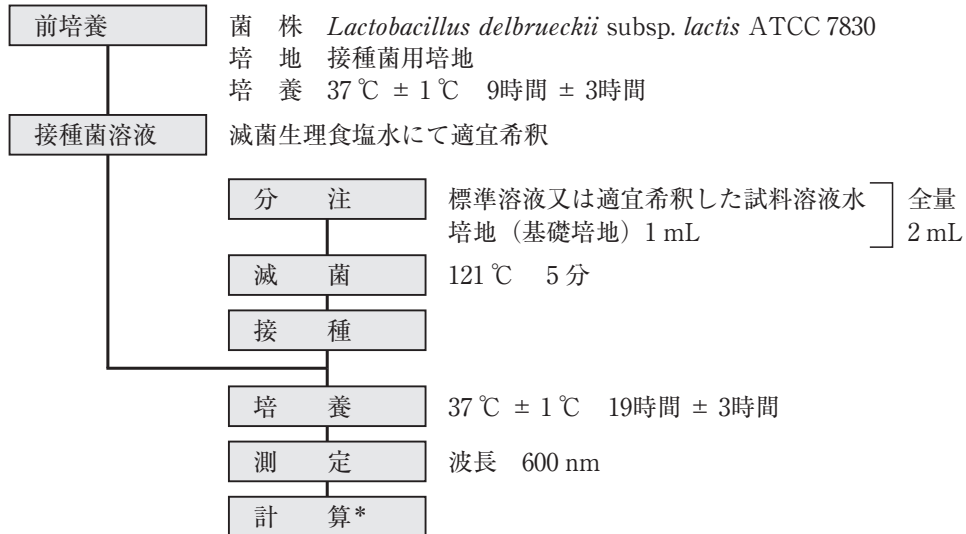 前培養
菌　株　Lactobacillus delbrueckii subsp. lactis ATCC 7830
培　地　接種菌用培地
培　養　37 ℃ ± 1 ℃　9時間 ± 3時間
接種菌溶液　滅菌生理食塩水にて適宜希釈
分　注　標準溶液又は適宜希釈した試料溶液水　全量
培地（基礎培地）1 mL　2 mL
滅　菌　121 ℃　5 分
接　種
培　養　37 ℃ ± 1 ℃　19時間 ± 3時間
測　定　波長　600 nm
計　算*